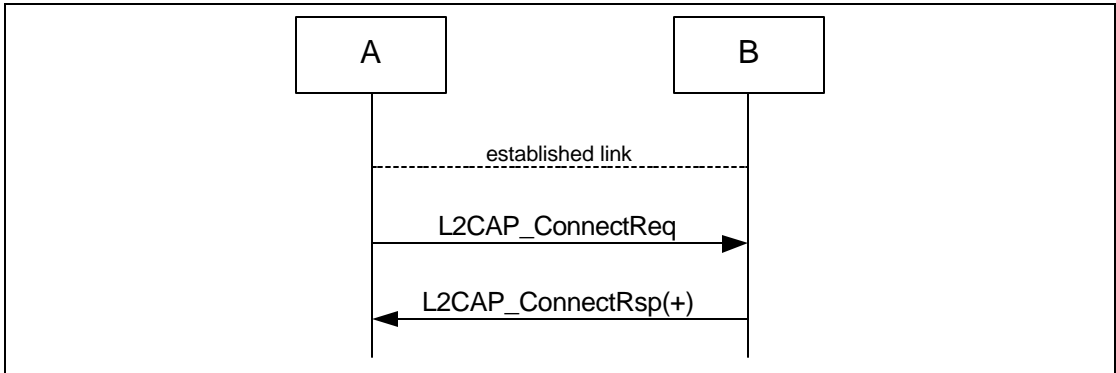 A
B
established link
L2CAP_ConnectReq
L2CAP_ConnectRsp(+)